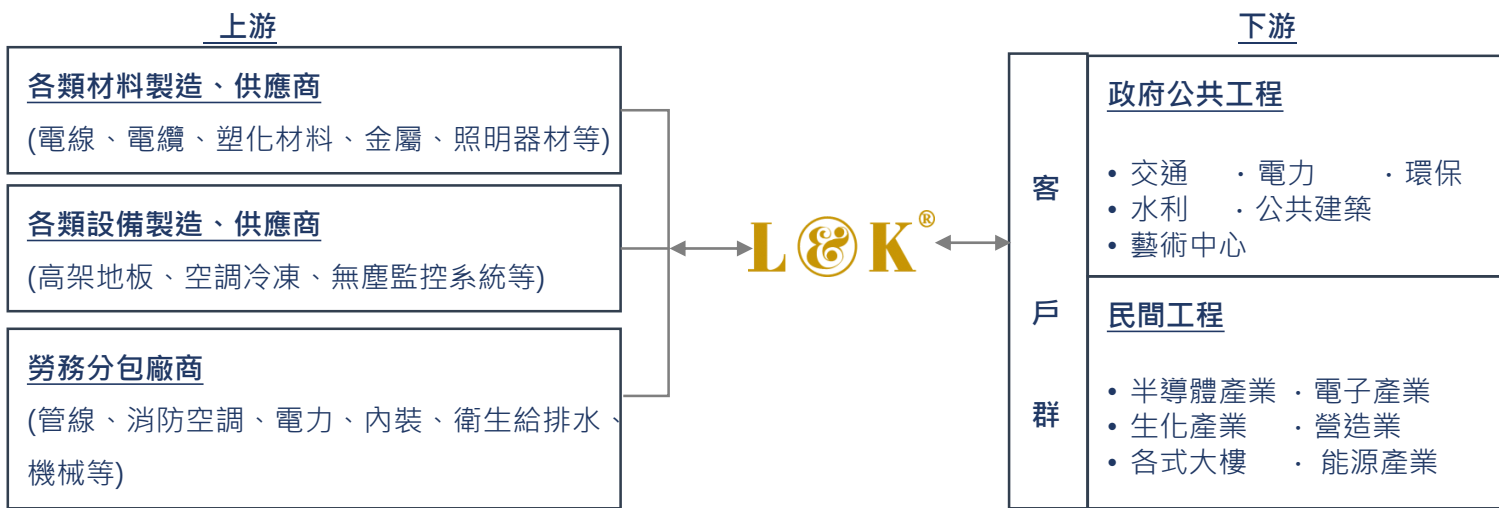 上游
各類材料製造、供應商
(電線、電纜、塑化材料、金屬、照明器材等)
各類設備製造、供應商
(高架地板、空調冷凍、無塵監控系統等)
勞務分包廠商
(管線、消防空調、電力、內裝、衛生給排水、
機械等)
L&K®
下游
客
戶
群
政府公共工程
• 交通 ．電力 ．環保
• 水利 ．公共建築
• 藝術中心
民間工程
• 半導體產業 ．電子產業
• 生化產業 ．營造業
• 各式大樓 ．能源產業